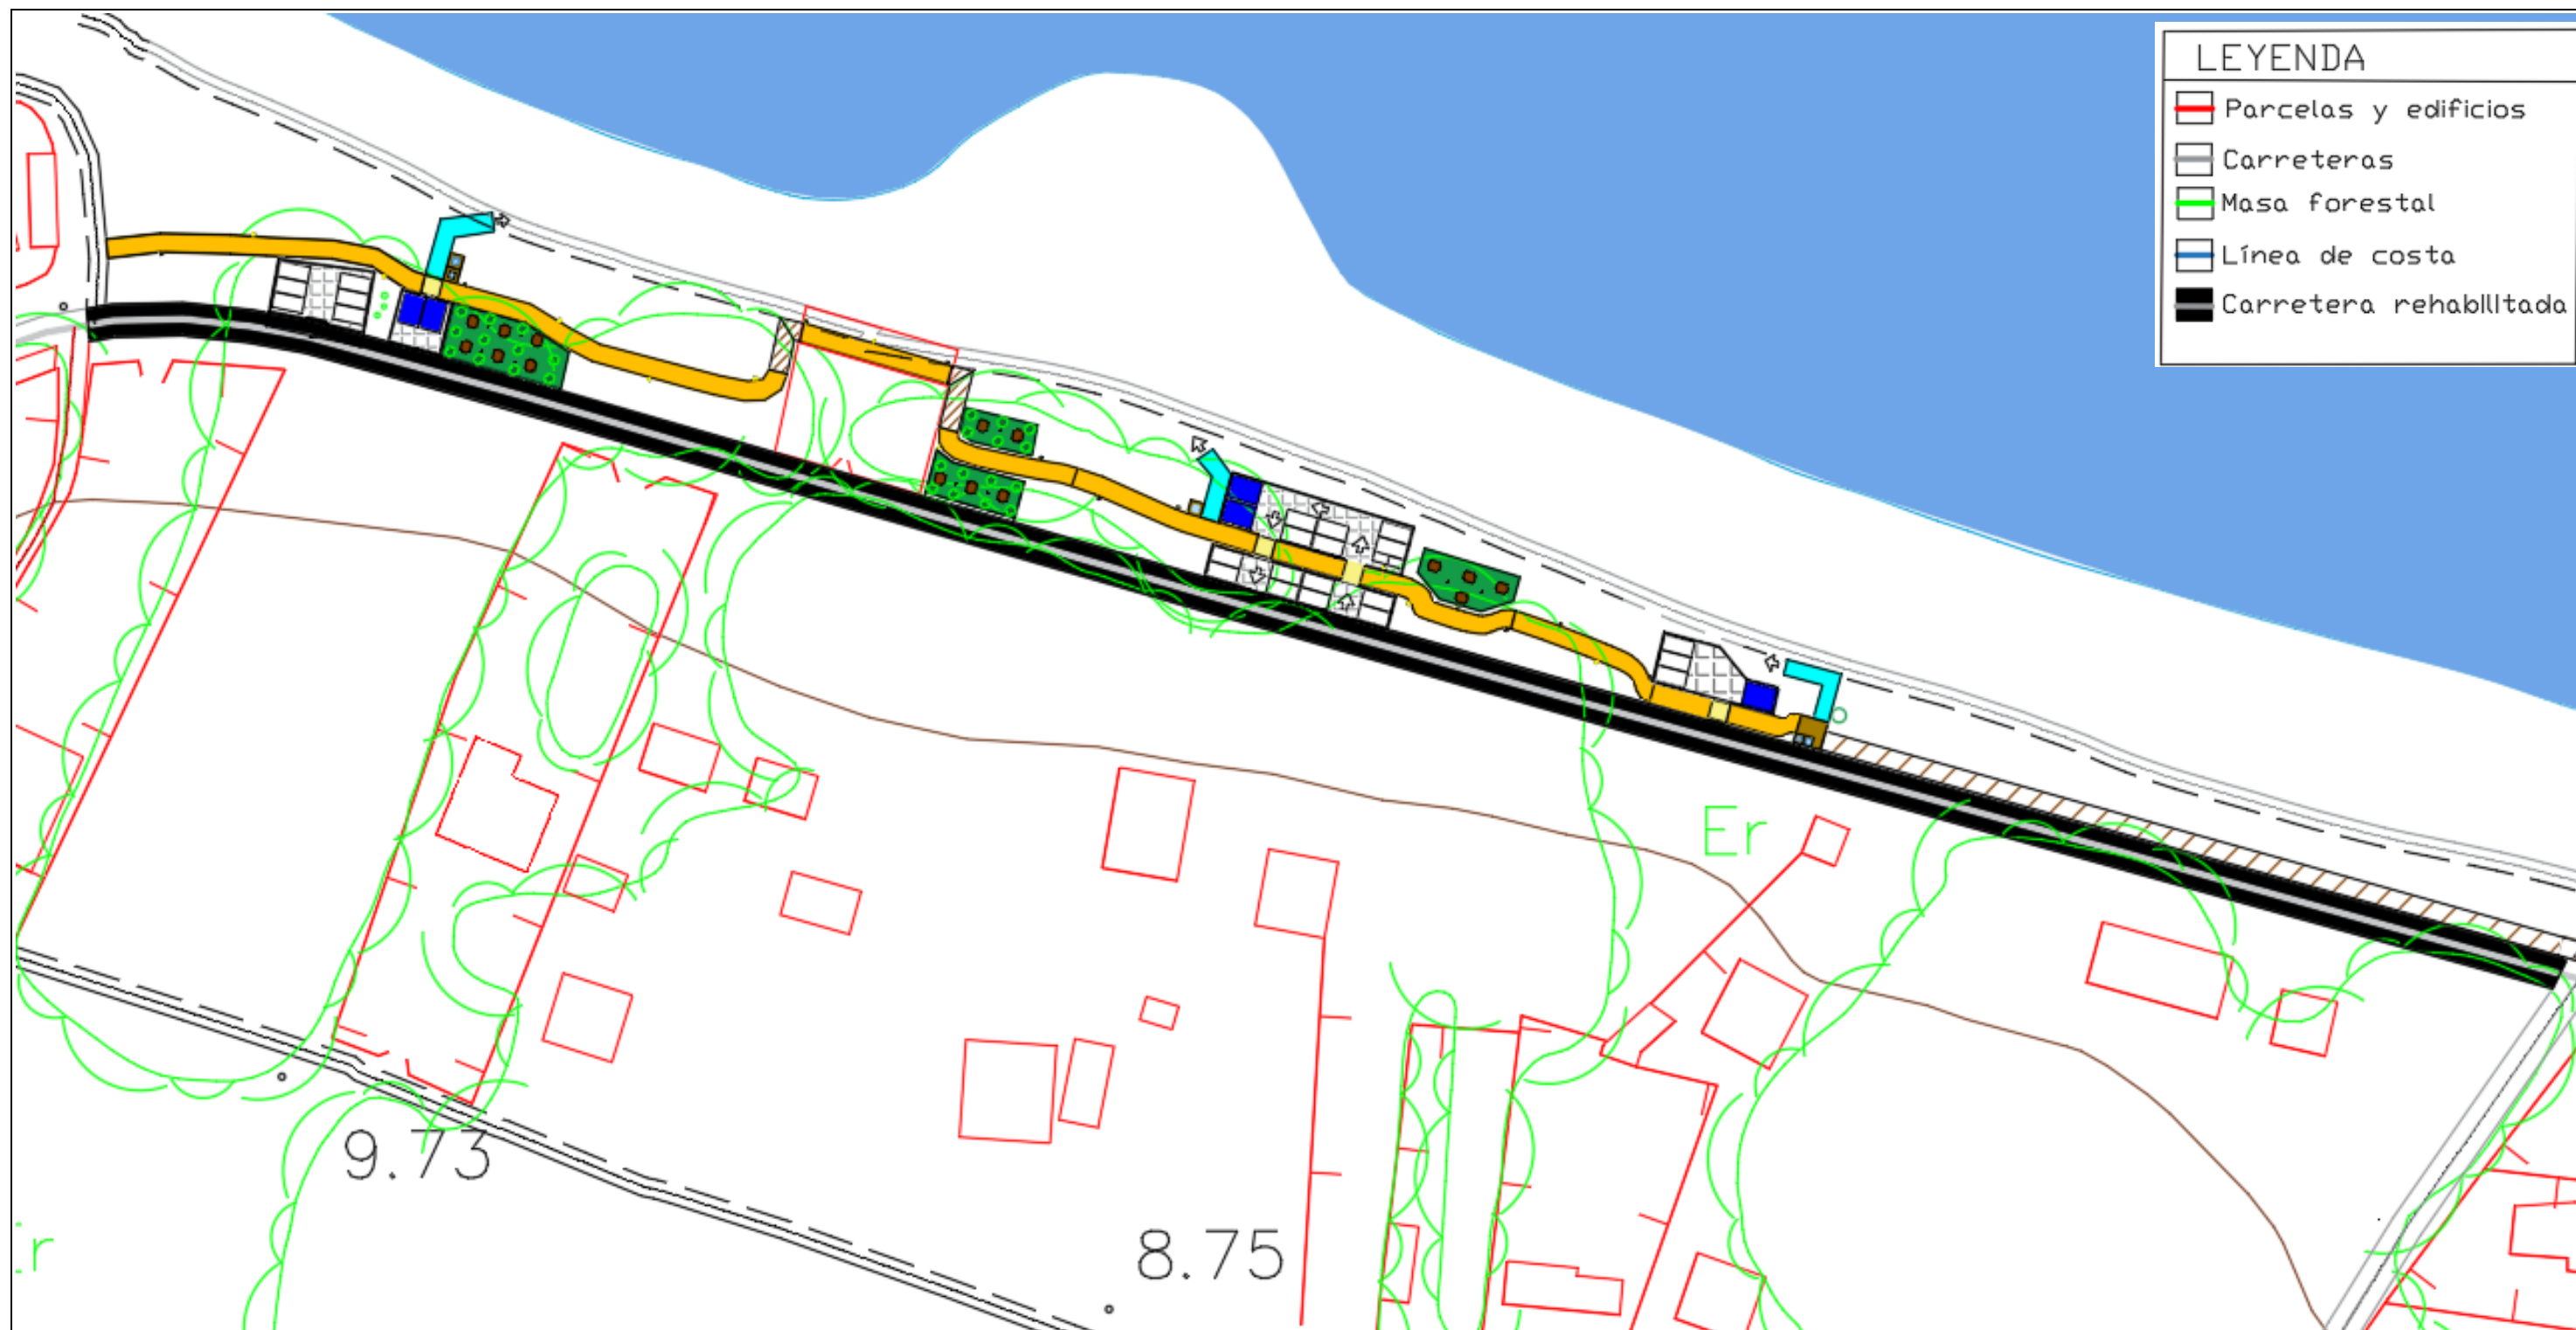 LEYENDA
Parcelas y edificios
Carreteras
Masa forestal
Línea de costa
Carretera rehabilitada
Er
9.73
8.75
Er